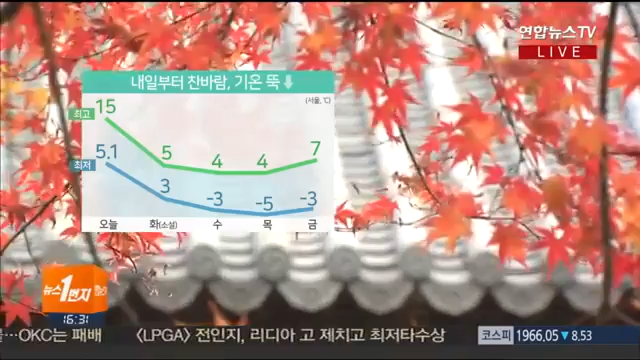 연합뉴스TV
LIVE
내일부터 찬바람, 기온 뚝
(서울, ℃)
최고 15 5 4 4 7
최저 5.1 3 -3 -5 -3
오늘 화(소설) 수 목 금
뉴스1번지
16:31
OKC는 패배 〈LPGA〉 전인지, 리디아 고 제치고 최저타수상
코스피 1966,05 ▼8.53